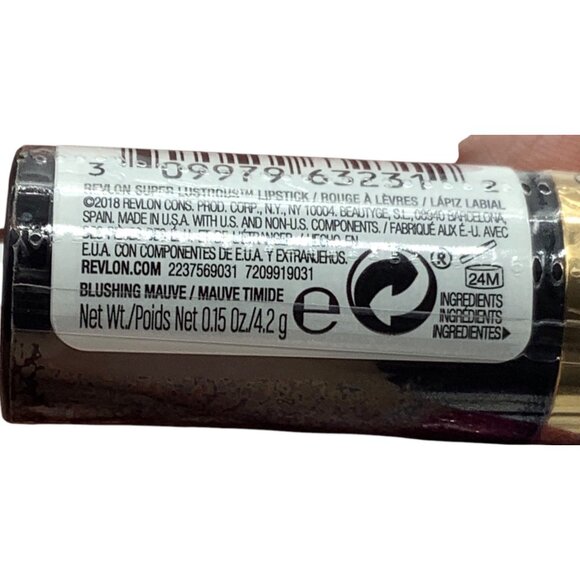 3 09979 63231 2
REVLON SUPER LUSTROUS™ LIPSTICK / ROUGE À LÈVRES / LÁPIZ LABIAL
©2018 REVLON CONS. PROD. CORP., N.Y., NY 10004. BEAUTYGE, S.L., 08940 BARCELONA,
SPAIN. MADE IN U.S.A. WITH U.S. AND NON-U.S. COMPONENTS. / FABRIQUÉ AUX É.-U. AVEC
DES / HECHO EN
E.U.A. CON COMPONENTES DE E.U.A. Y EXTRANJEROS.
REVLON.COM 2237569031 7209919031
BLUSHING MAUVE / MAUVE TIMIDE
Net Wt./Poids Net 0.15 Oz./4.2 g e
®
24M
INGREDIENTS
INGRÉDIENTS
INGREDIENTES